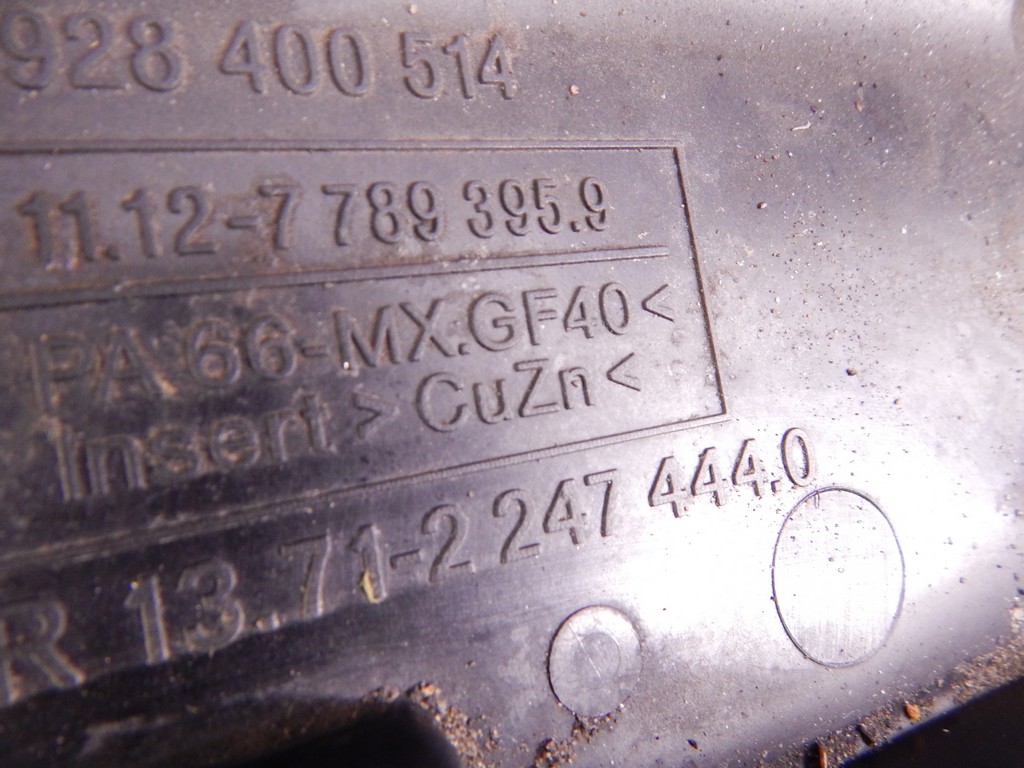 928 400 514
11.12-7 789 395.9
PA 66-MX.GF40<
Insert >CuZn<
R 13.71-2 247 444.0